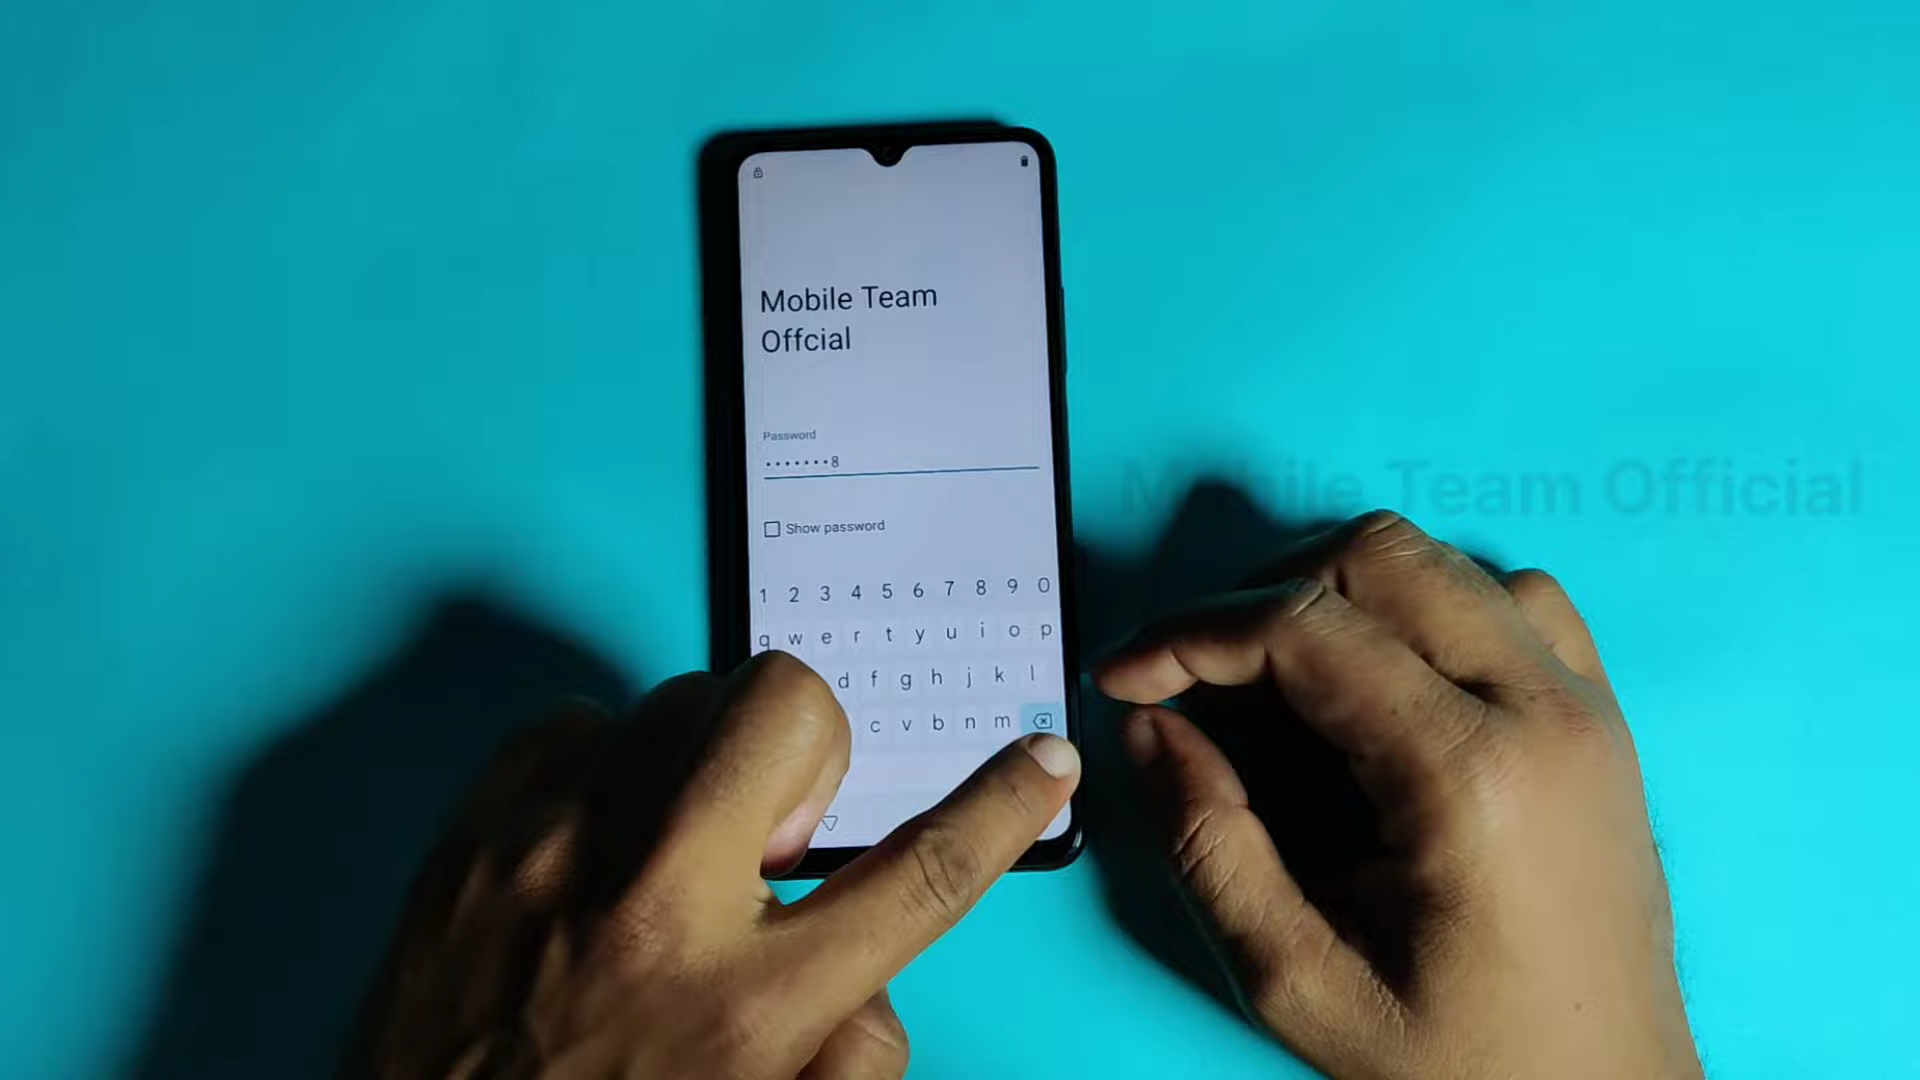 Mobile Team
Offcial
Password
•••••••8
Show password
1 2 3 4 5 6 7 8 9 0
q w e r t y u i o p
d f g h j k l
c v b n m
Mobile Team Official